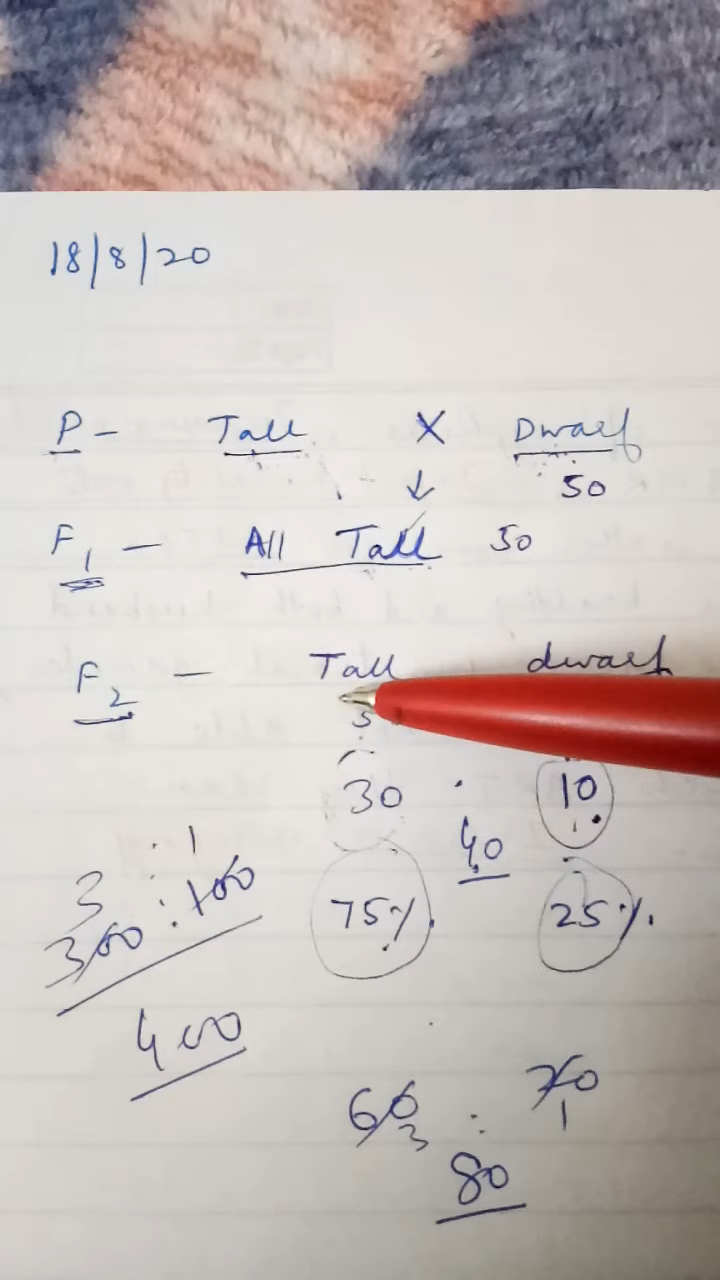 18/8/20
P - Tall X Dwarf
↓ 50
F1 - All Tall 50
F2 - Tall dwarf
30 . 10
40
3 : 1
300 : 100
75% 25%
400
60 : 20
3 1
80